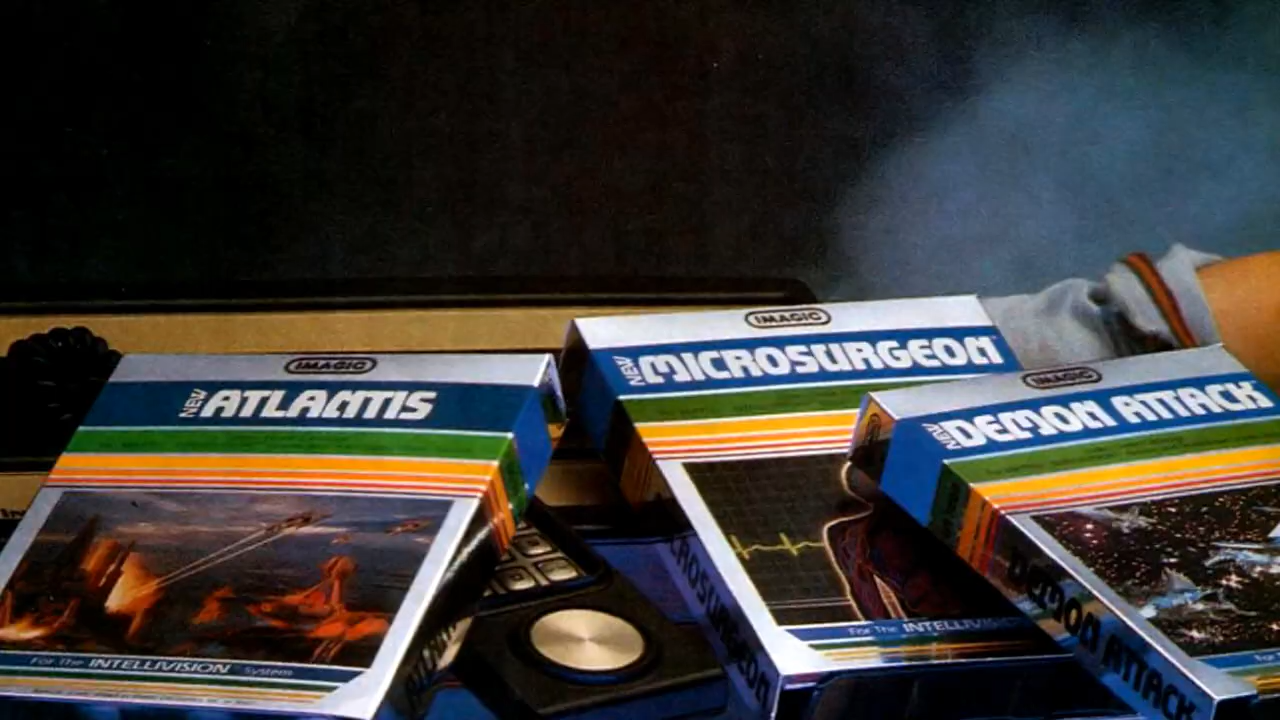 IMAGIC
NEW ATLANTIS
For The INTELLIVISION System
IMAGIC
NEW MICROSURGEON
For The INTELLIVISION
MICROSURGEON
IMAGIC
NEW DEMON ATTACK
For
DEMON ATTACK